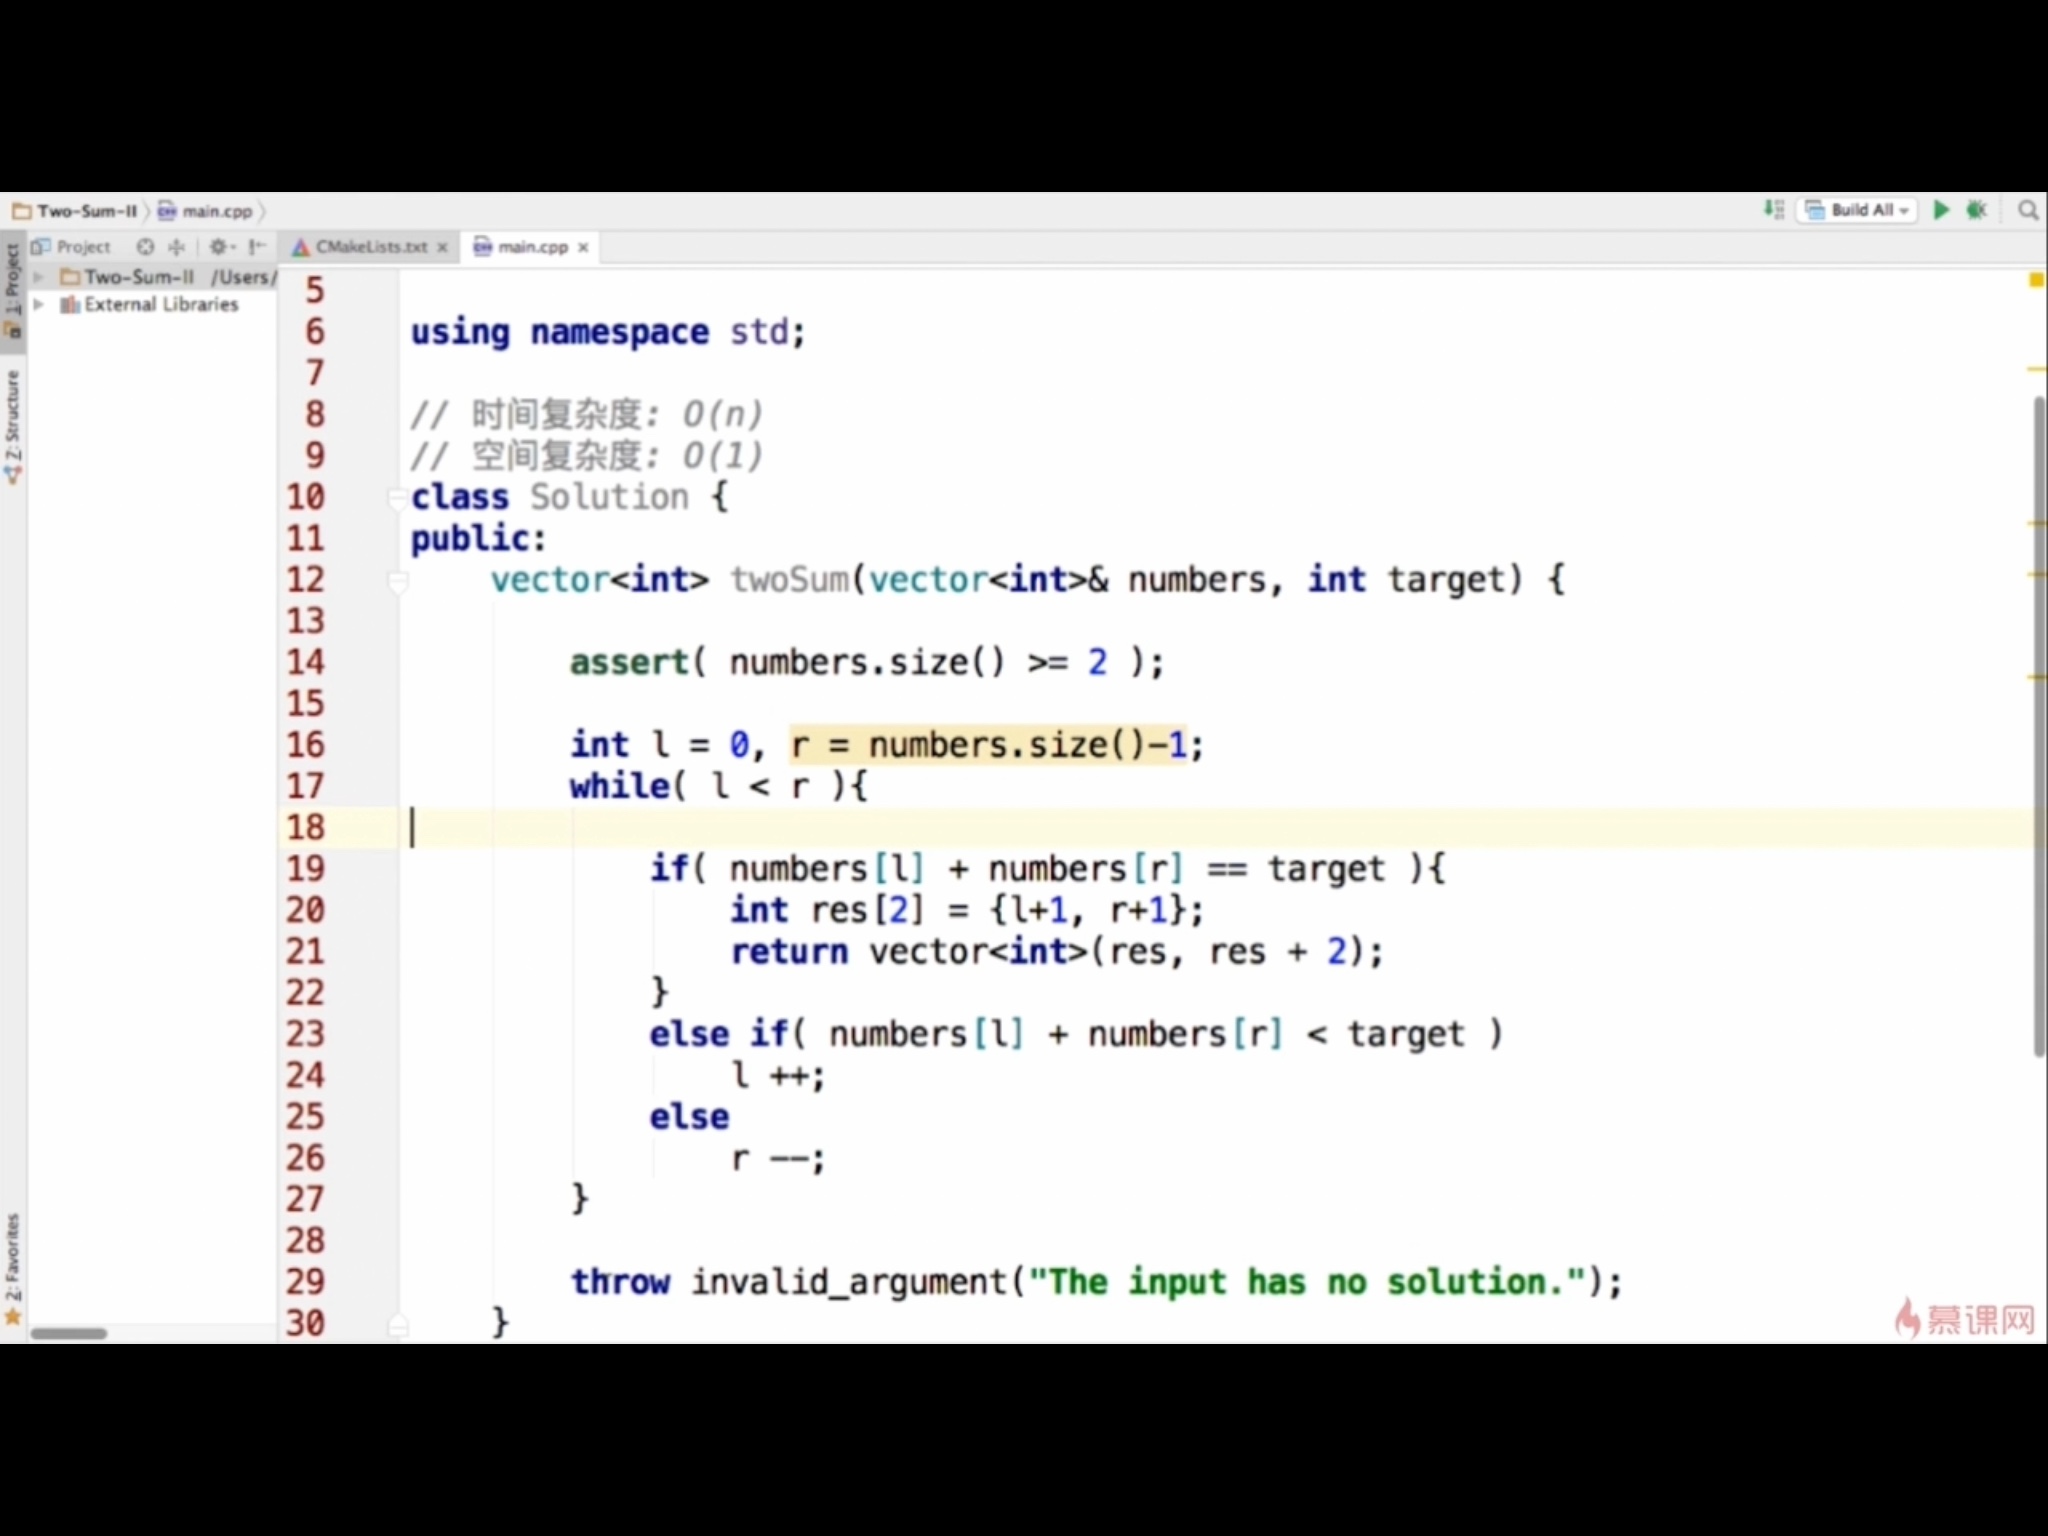 Two-Sum-II main.cpp
Build All
Project
CMakeLists.txt main.cpp
1: Project
Two-Sum-II /Users/
External Libraries
Z: Structure
2: Favorites
5
6 using namespace std;
7
8 // 时间复杂度: O(n)
9 // 空间复杂度: O(1)
10 class Solution {
11 public:
12 vector<int> twoSum(vector<int>& numbers, int target) {
13
14 assert( numbers.size() >= 2 );
15
16 int l = 0, r = numbers.size()-1;
17 while( l < r ){
18
19 if( numbers[l] + numbers[r] == target ){
20 int res[2] = {l+1, r+1};
21 return vector<int>(res, res + 2);
22 }
23 else if( numbers[l] + numbers[r] < target )
24 l ++;
25 else
26 r --;
27 }
28
29 throw invalid_argument("The input has no solution.");
30 }
慕课网